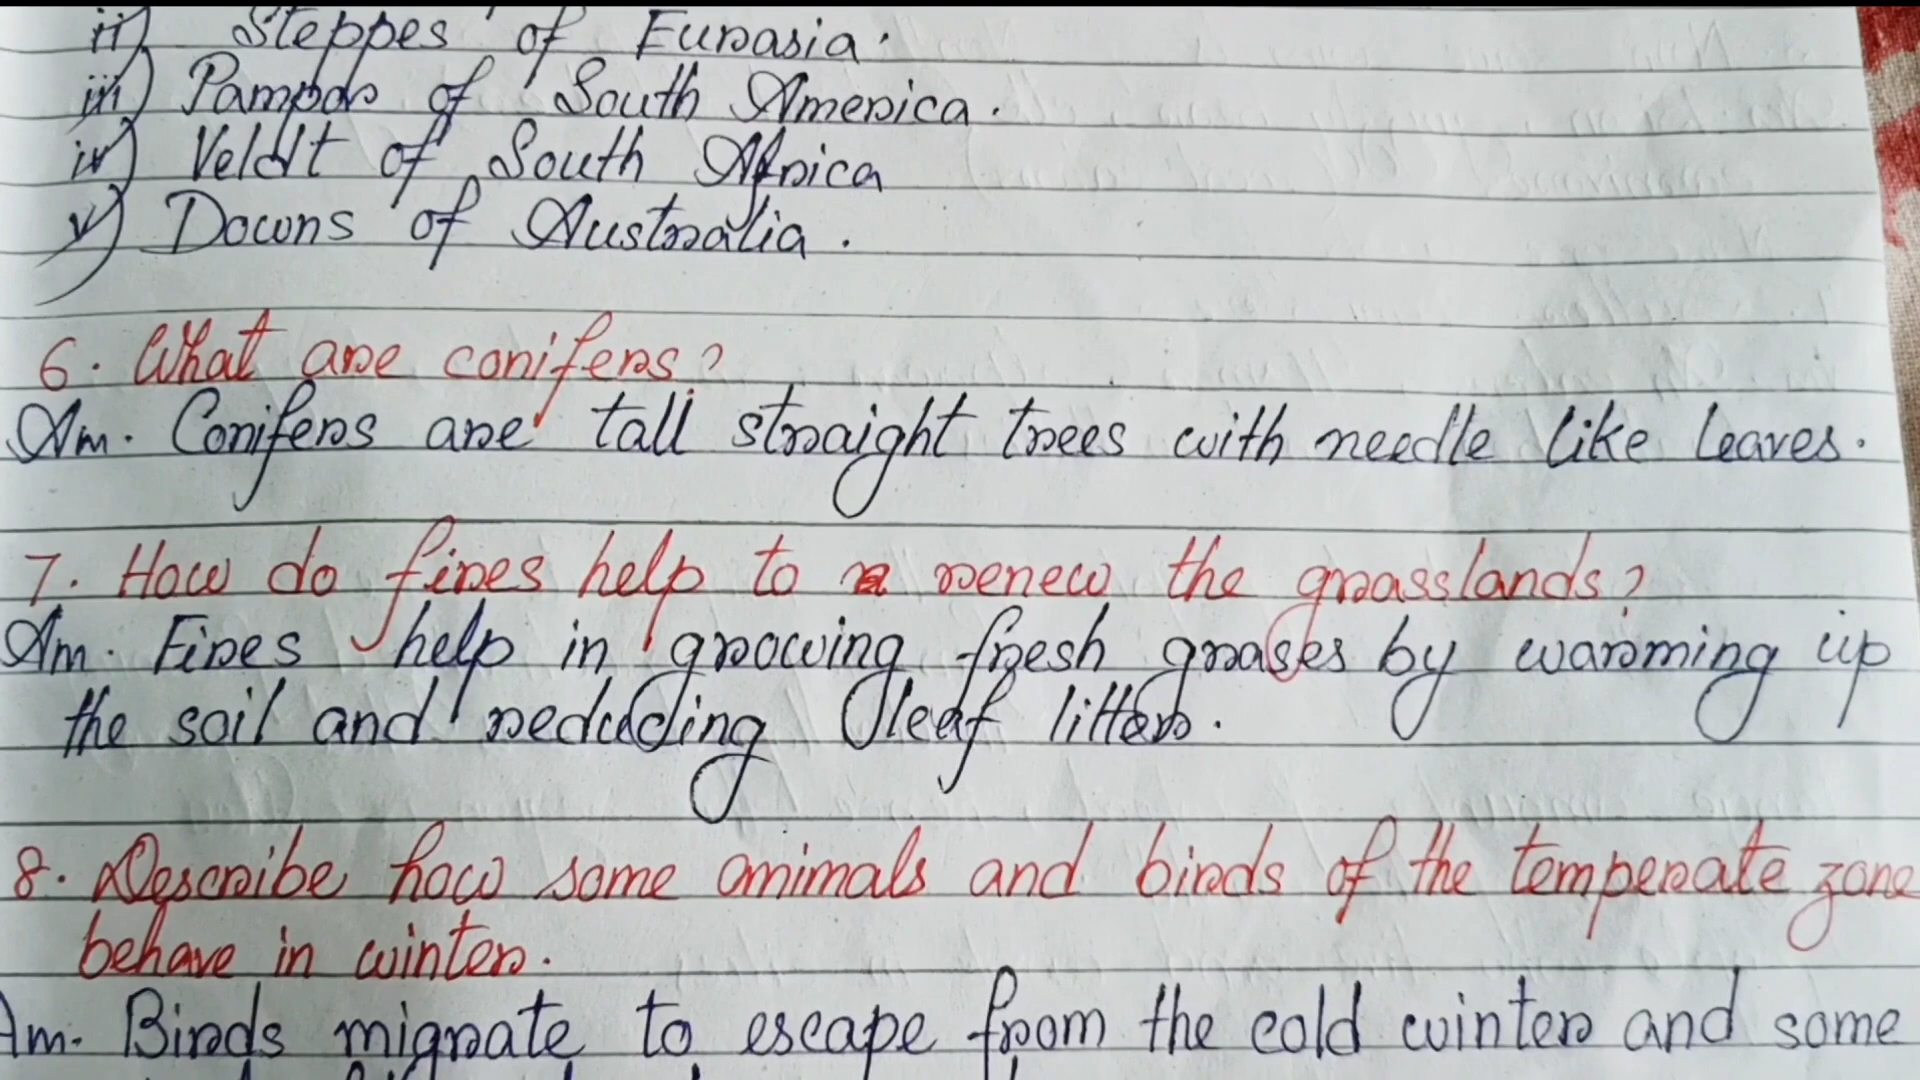 ii) Steppes of Eurasia.
iii) Pampas of South America.
iv) Veldt of South Africa
v) Downs of Australia.
6. What are conifers?
Ans. Conifers are tall straight trees with needle like leaves.
7. How do fires help to renew the grasslands?
Ans. Fires help in growing fresh grasses by warming up
the soil and reducing leaf litters.
8. Describe how some animals and birds of the temperate zone
behave in winter.
Ans. Birds migrate to escape from the cold winter and some